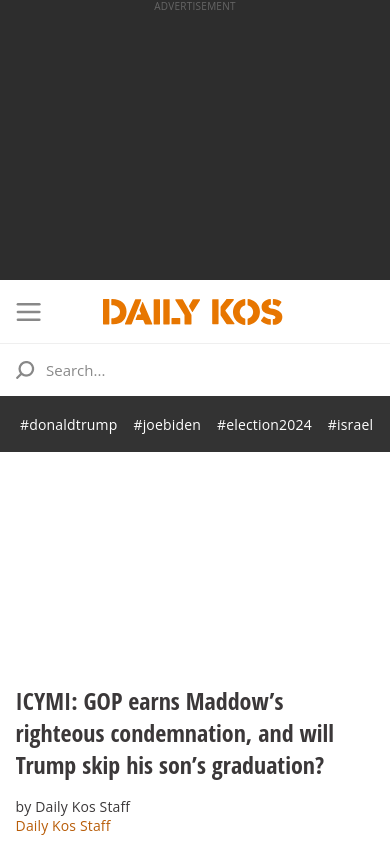 ADVERTISEMENT
DAILY KOS
Search...
#donaldtrump #joebiden #election2024 #israel
ICYMI: GOP earns Maddow’s
righteous condemnation, and will
Trump skip his son’s graduation?
by Daily Kos Staff
Daily Kos Staff